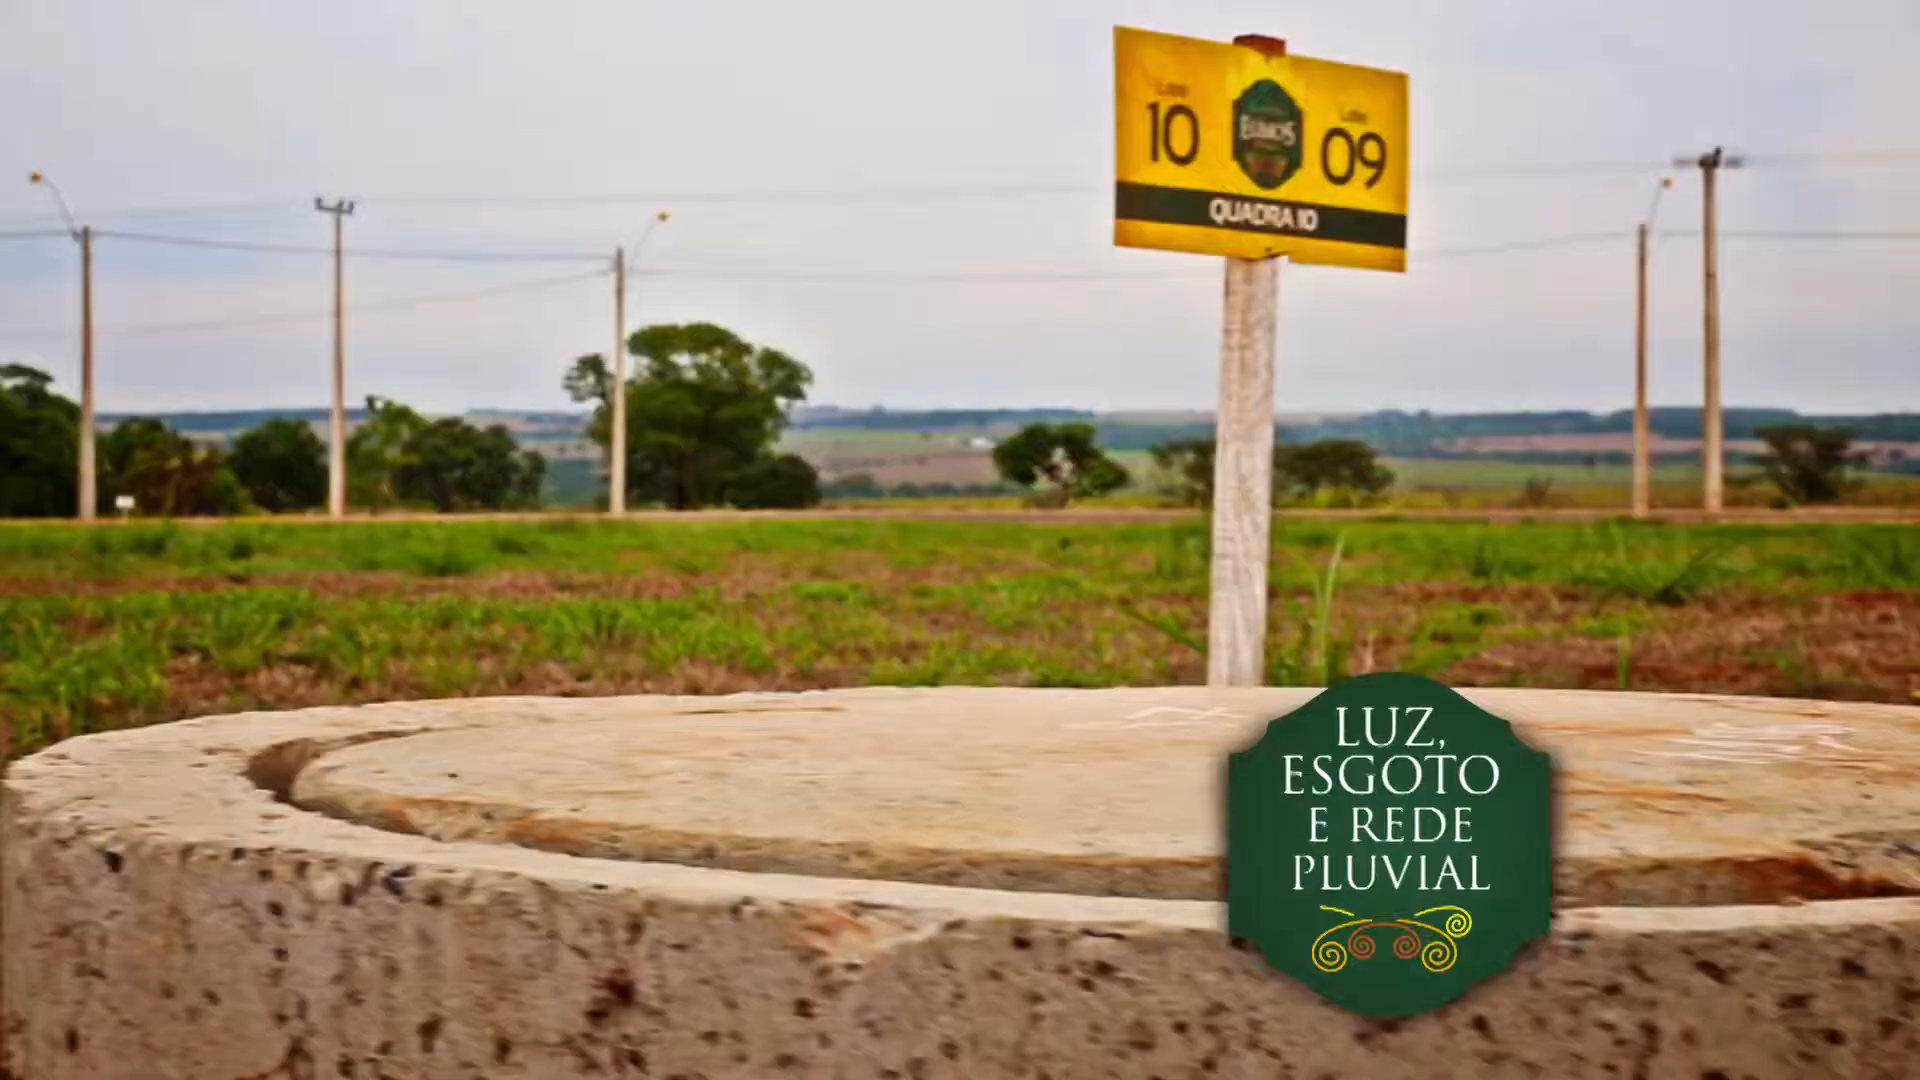 Lote
10
Lote
09
QUADRA 10
LUZ,
ESGOTO
E REDE
PLUVIAL